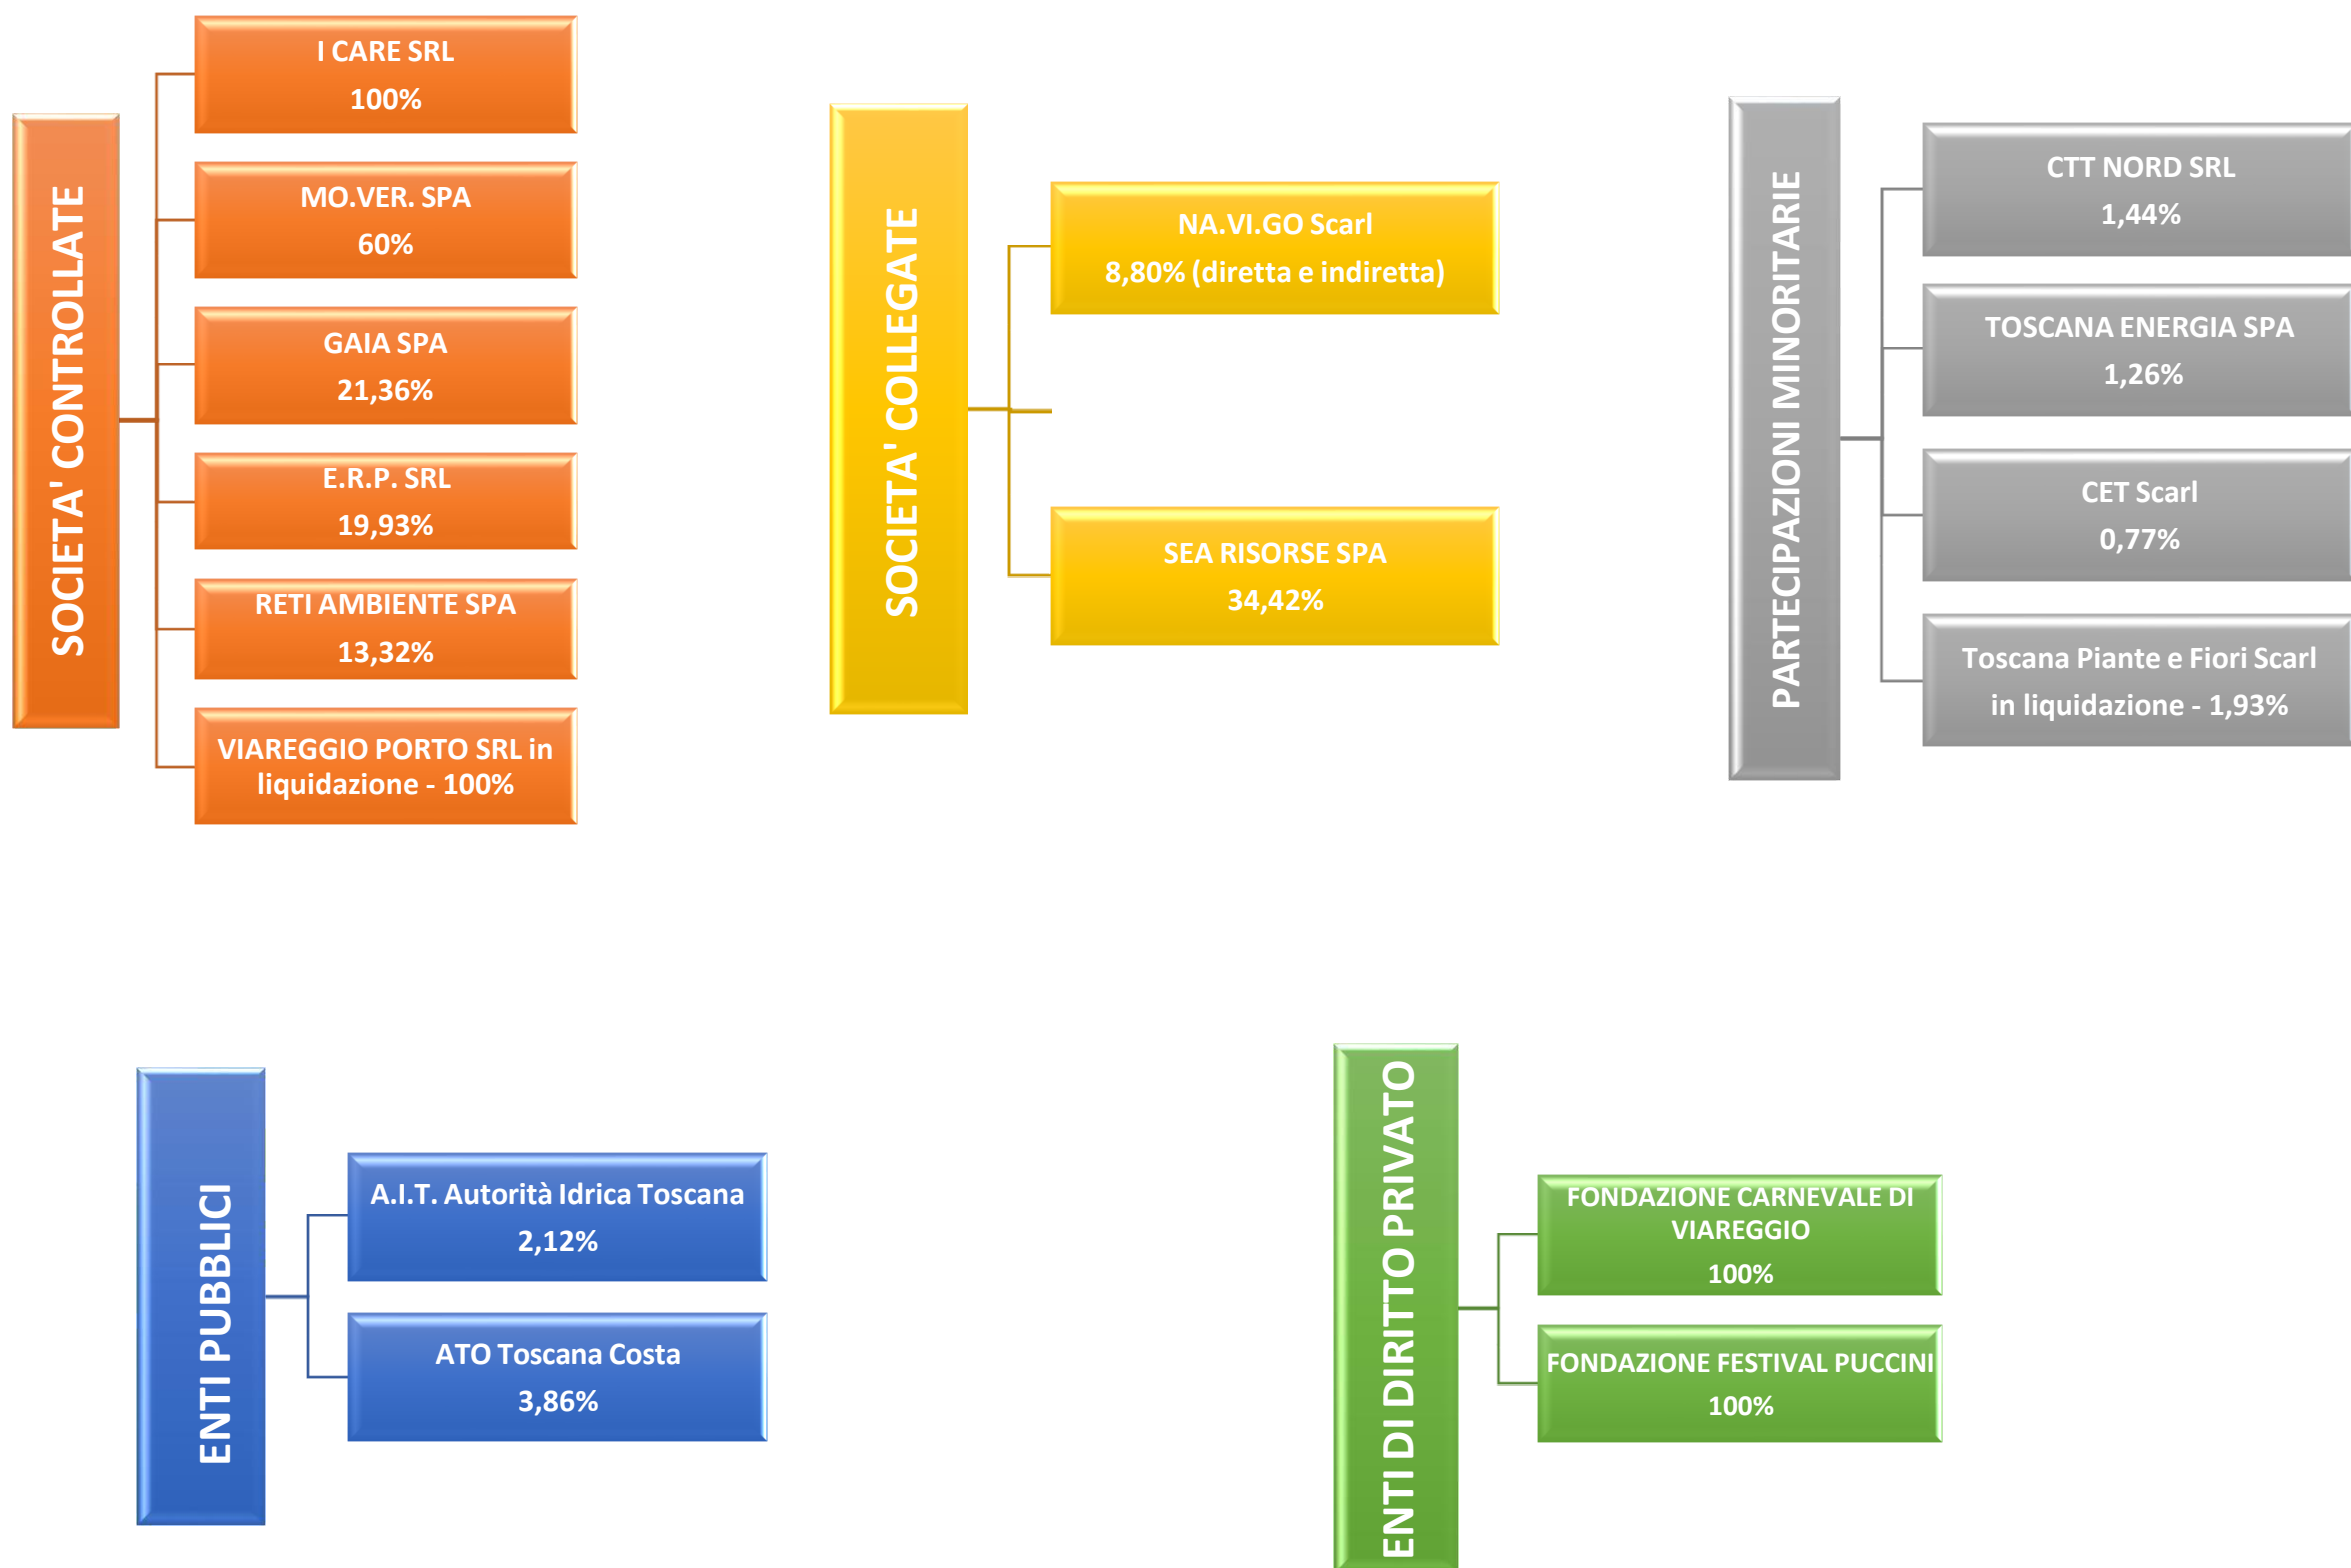 SOCIETA' CONTROLLATE
I CARE SRL
100%
MO.VER. SPA
60%
GAIA SPA
21,36%
E.R.P. SRL
19,93%
RETI AMBIENTE SPA
13,32%
VIAREGGIO PORTO SRL in
liquidazione - 100%
SOCIETA' COLLEGATE
NA.VI.GO Scarl
8,80% (diretta e indiretta)
SEA RISORSE SPA
34,42%
PARTECIPAZIONI MINORITARIE
CTT NORD SRL
1,44%
TOSCANA ENERGIA SPA
1,26%
CET Scarl
0,77%
Toscana Piante e Fiori Scarl
in liquidazione - 1,93%
ENTI PUBBLICI
A.I.T. Autorità Idrica Toscana
2,12%
ATO Toscana Costa
3,86%
ENTI DI DIRITTO PRIVATO
FONDAZIONE CARNEVALE DI
VIAREGGIO
100%
FONDAZIONE FESTIVAL PUCCINI
100%